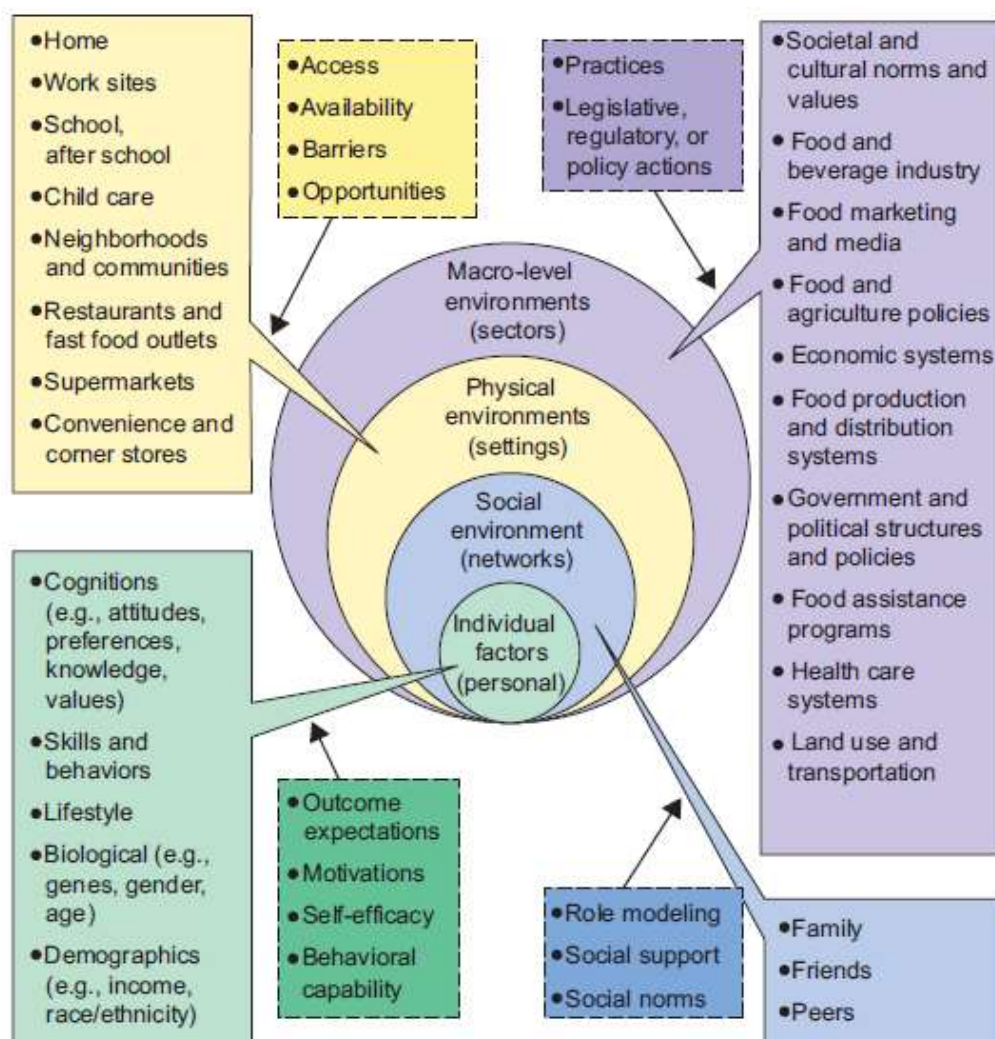 ●Home
●Work sites
●School,
after school
●Child care
●Neighborhoods
and communities
●Restaurants and
fast food outlets
●Supermarkets
●Convenience and
corner stores
●Access
●Availability
●Barriers
●Opportunities
●Practices
●Legislative,
regulatory, or
policy actions
●Societal and
cultural norms and
values
● Food and
beverage industry
●Food marketing
and media
● Food and
agriculture policies
● Economic systems
● Food production
and distribution
systems
●Government and
political structures
and policies
● Food assistance
programs
● Health care
systems
● Land use and
transportation
Macro-level
environments
(sectors)
Physical
environments
(settings)
Social
environment
(networks)
Individual
factors
(personal)
●Cognitions
(e.g., attitudes,
preferences,
knowledge,
values)
●Skills and
behaviors
●Lifestyle
●Biological (e.g.,
genes, gender,
age)
●Demographics
(e.g., income,
race/ethnicity)
●Outcome
expectations
●Motivations
●Self-efficacy
●Behavioral
capability
●Role modeling
●Social support
●Social norms
●Family
●Friends
●Peers